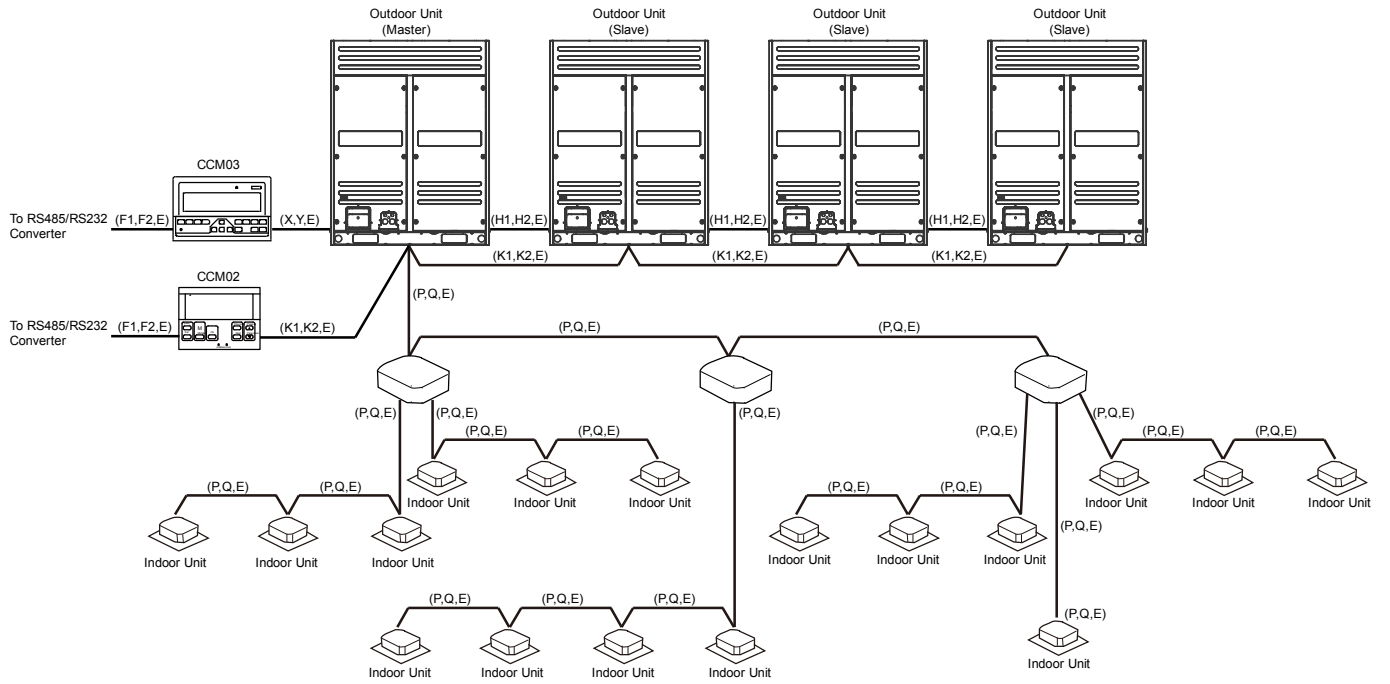 Outdoor Unit
(Master)
Outdoor Unit
(Slave)
Outdoor Unit
(Slave)
Outdoor Unit
(Slave)
CCM03
To RS485/RS232
Converter
(F1,F2,E)
(X,Y,E)
(H1,H2,E)
(H1,H2,E)
(H1,H2,E)
(K1,K2,E)
(K1,K2,E)
(K1,K2,E)
CCM02
To RS485/RS232
Converter
(F1,F2,E)
(K1,K2,E)
(P,Q,E)
(P,Q,E)
(P,Q,E)
(P,Q,E)
(P,Q,E)
(P,Q,E)
(P,Q,E)
(P,Q,E)
(P,Q,E)
(P,Q,E)
(P,Q,E)
(P,Q,E)
(P,Q,E)
Indoor Unit
Indoor Unit
Indoor Unit
Indoor Unit
Indoor Unit
Indoor Unit
(P,Q,E)
(P,Q,E)
(P,Q,E)
(P,Q,E)
(P,Q,E)
Indoor Unit
Indoor Unit
Indoor Unit
Indoor Unit
Indoor Unit
Indoor Unit
(P,Q,E)
(P,Q,E)
(P,Q,E)
(P,Q,E)
Indoor Unit
Indoor Unit
Indoor Unit
Indoor Unit
Indoor Unit